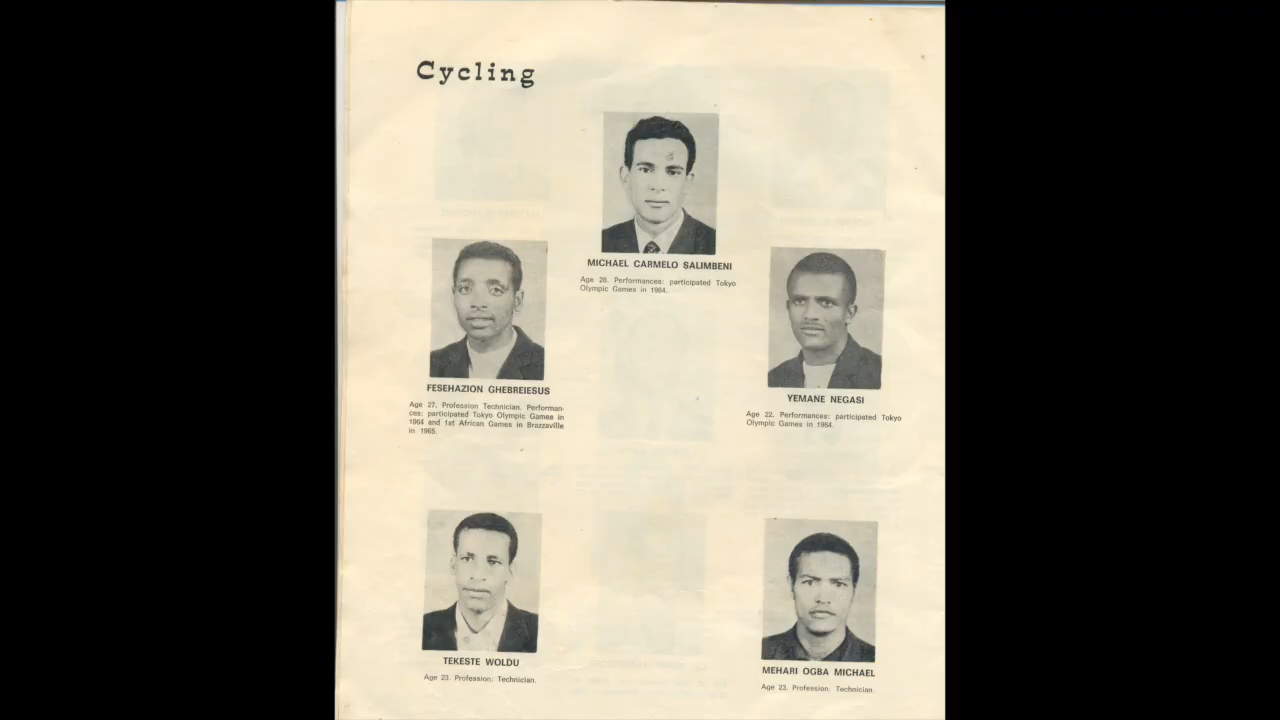 Cycling
MICHAEL CARMELO SALIMBENI
Age 28. Performances: participated Tokyo
Olympic Games in 1964.
FESEHAZION GHEBREIESUS
Age 27. Profession Technician. Performan-
ces: participated Tokyo Olympic Games in
1964 and 1st African Games in Brazzaville
in 1965.
YEMANE NEGASI
Age 22. Performances: participated Tokyo
Olympic Games in 1964.
TEKESTE WOLDU
Age 23. Profession: Technician.
MEHARI OGBA MICHAEL
Age 23. Profession. Technician.